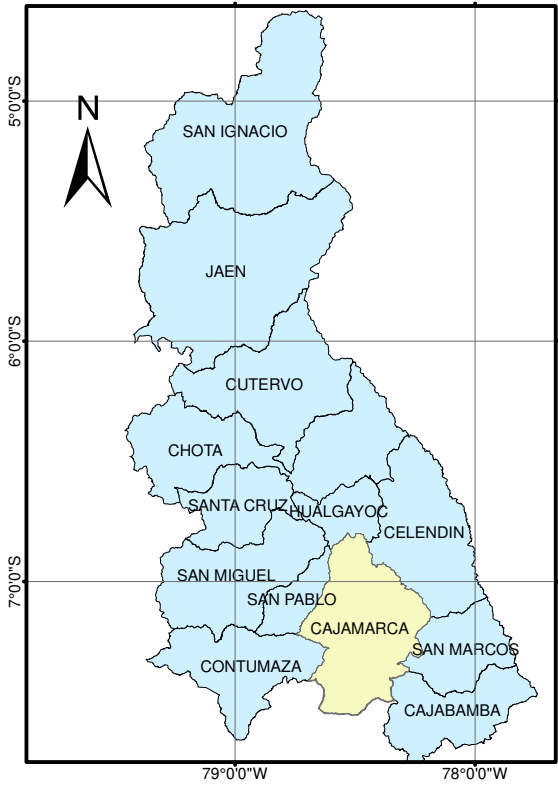 N
5°0'0"S
SAN IGNACIO
JAEN
6°0'0"S
CUTERVO
CHOTA
SANTA CRUZ
HUALGAYOC
CELENDIN
7°0'0"S
SAN MIGUEL
SAN PABLO
CAJAMARCA
SAN MARCOS
CONTUMAZA
CAJABAMBA
79°0'0"W
78°0'0"W